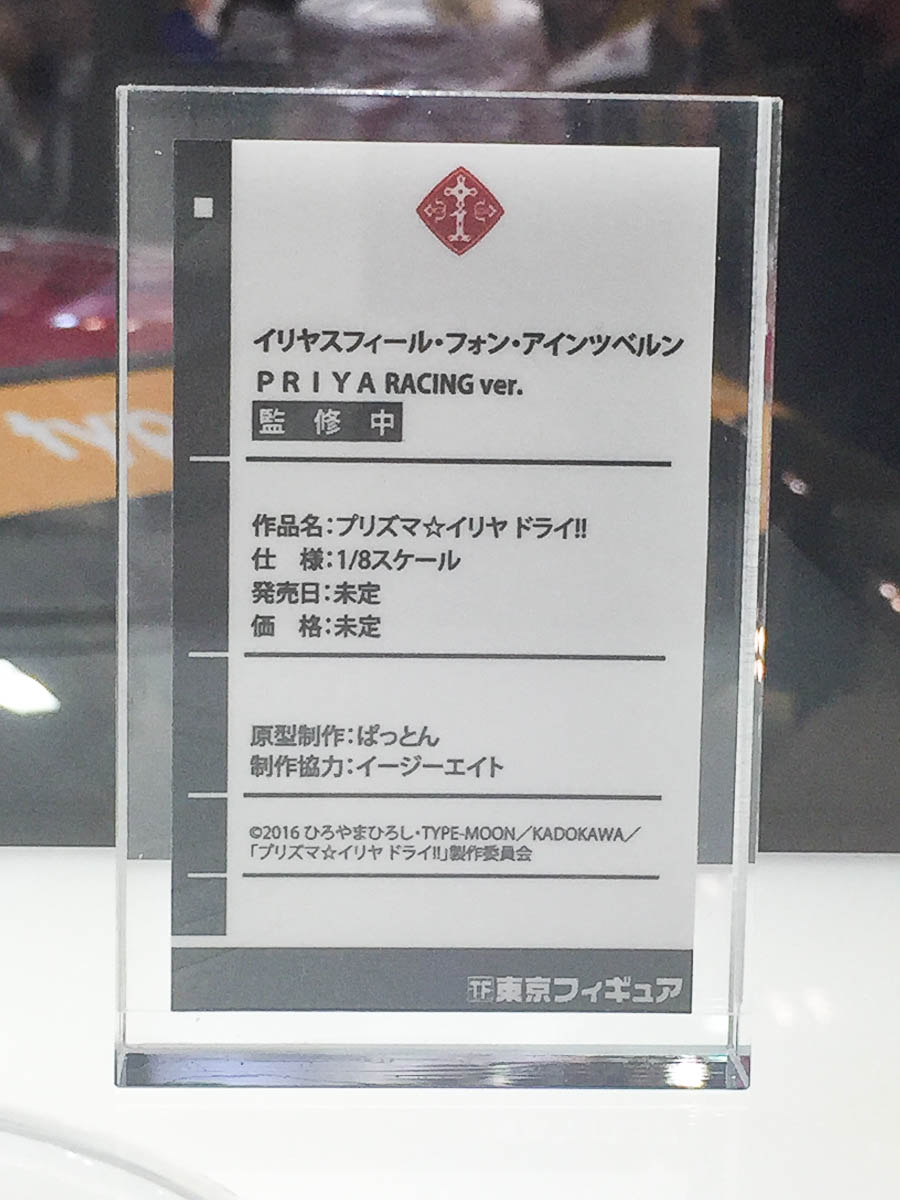 イリヤスフィール・フォン・アインツベルン
ＰＲＩＹＡ RACING ver.
監修中
作品名：プリズマ☆イリヤ ドライ!!
仕　様：1/8スケール
発売日：未定
価　格：未定
原型制作：ぱっとん
制作協力：イージーエイト
©2016 ひろやまひろし・TYPE-MOON／KADOKAWA／
「プリズマ☆イリヤ ドライ!!」製作委員会
TF東京フィギュア